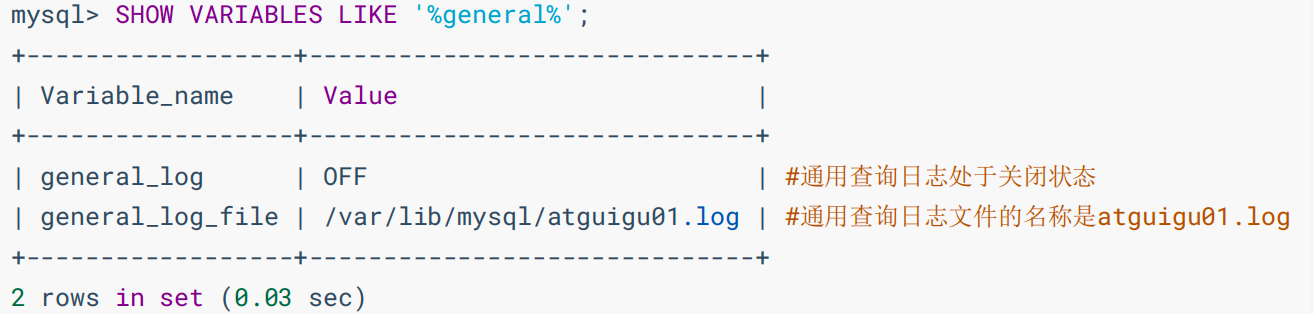 mysql> SHOW VARIABLES LIKE '%general%';
+------------------+------------------------------+
| Variable_name    | Value                        |
+------------------+------------------------------+
| general_log      | OFF                          | #通用查询日志处于关闭状态
| general_log_file | /var/lib/mysql/atguigu01.log | #通用查询日志文件的名称是atguigu01.log
+------------------+------------------------------+
2 rows in set (0.03 sec)